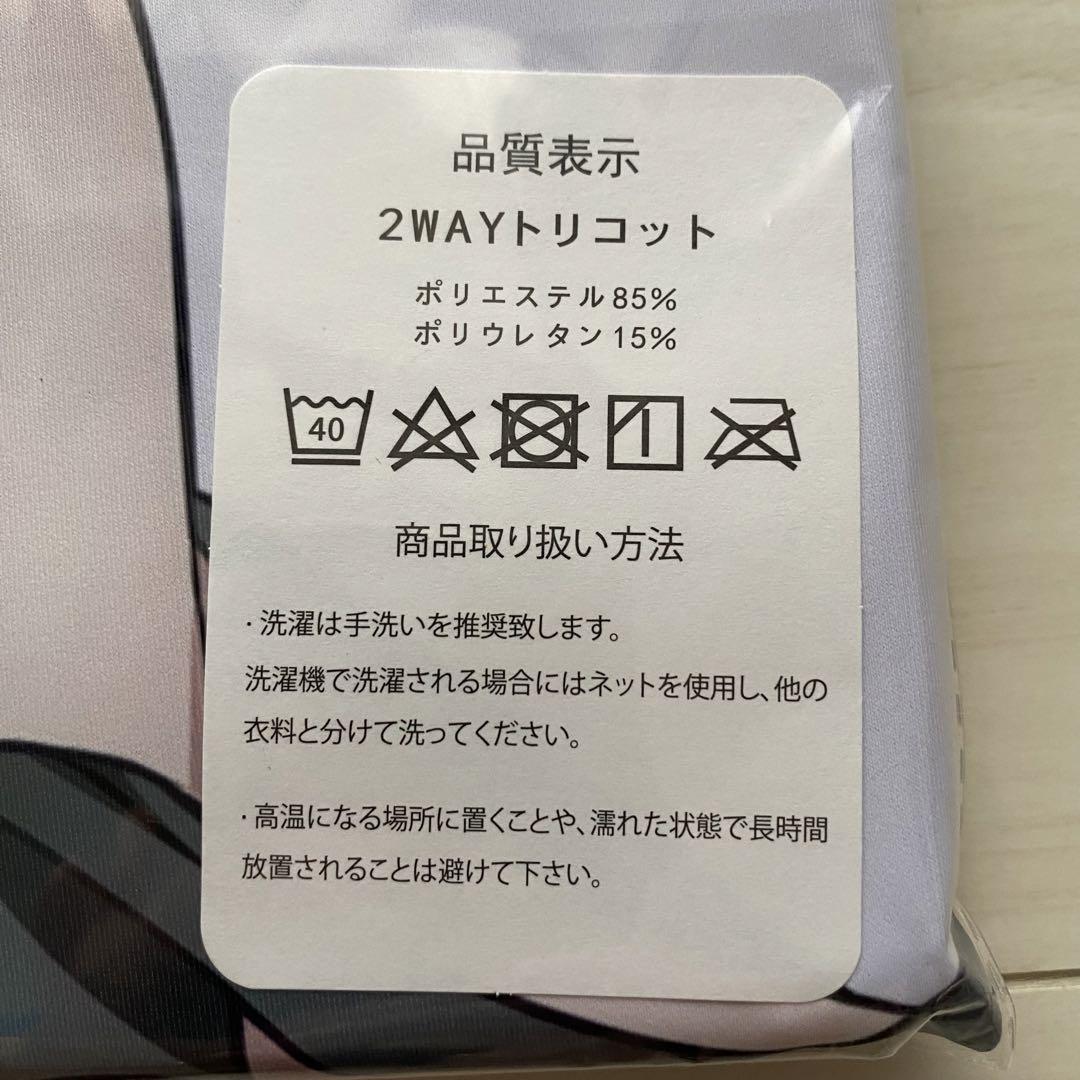 品質表示
2WAYトリコット
ポリエステル85%
ポリウレタン15%
40
商品取り扱い方法
・洗濯は手洗いを推奨致します。
洗濯機で洗濯される場合にはネットを使用し、他の
衣料と分けて洗ってください。
・高温になる場所に置くことや、濡れた状態で長時間
放置されることは避けて下さい。